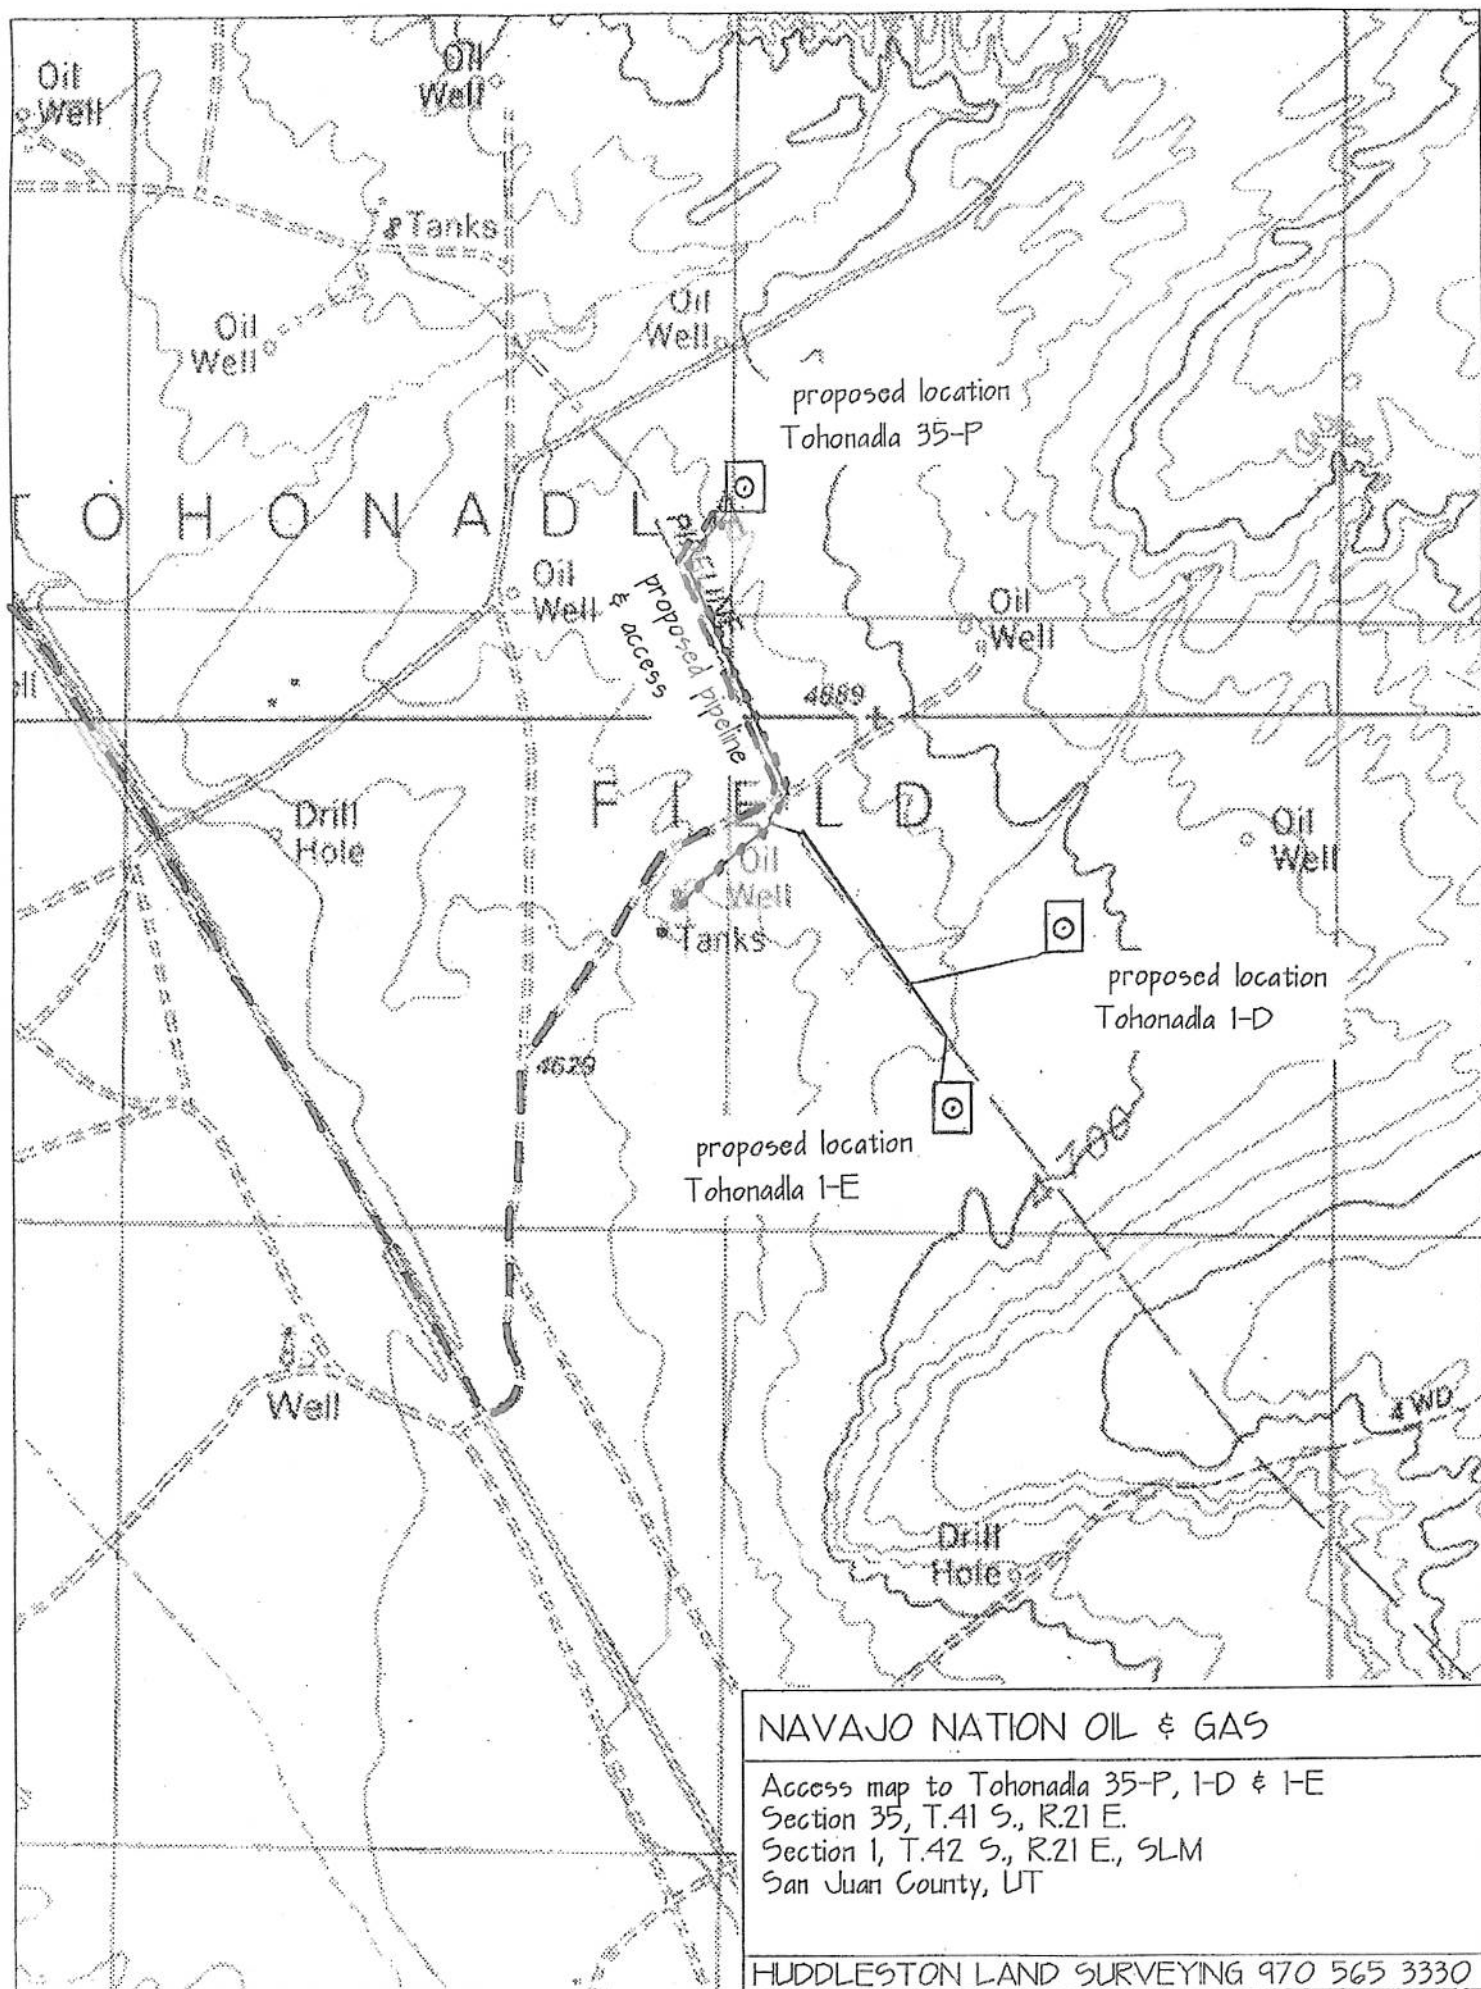 Oil
Well
Oil
Well
Tanks
Oil
Well
Oil
Well
proposed location
Tohonadla 35-P
TOHONADL
PIPELINE
proposed pipeline
& access
Oil
Well
Oil
Well
4889
FIELD
Drill
Hole
Oil
Well
Oil
Well
Tanks
proposed location
Tohonadla 1-D
4629
proposed location
Tohonadla 1-E
4700
Well
4WD
Drill
Hole
NAVAJO NATION OIL & GAS
Access map to Tohonadla 35-P, 1-D & 1-E
Section 35, T.41 S., R.21 E.
Section 1, T.42 S., R.21 E., SLM
San Juan County, UT
HUDDLESTON LAND SURVEYING 970 565 3330